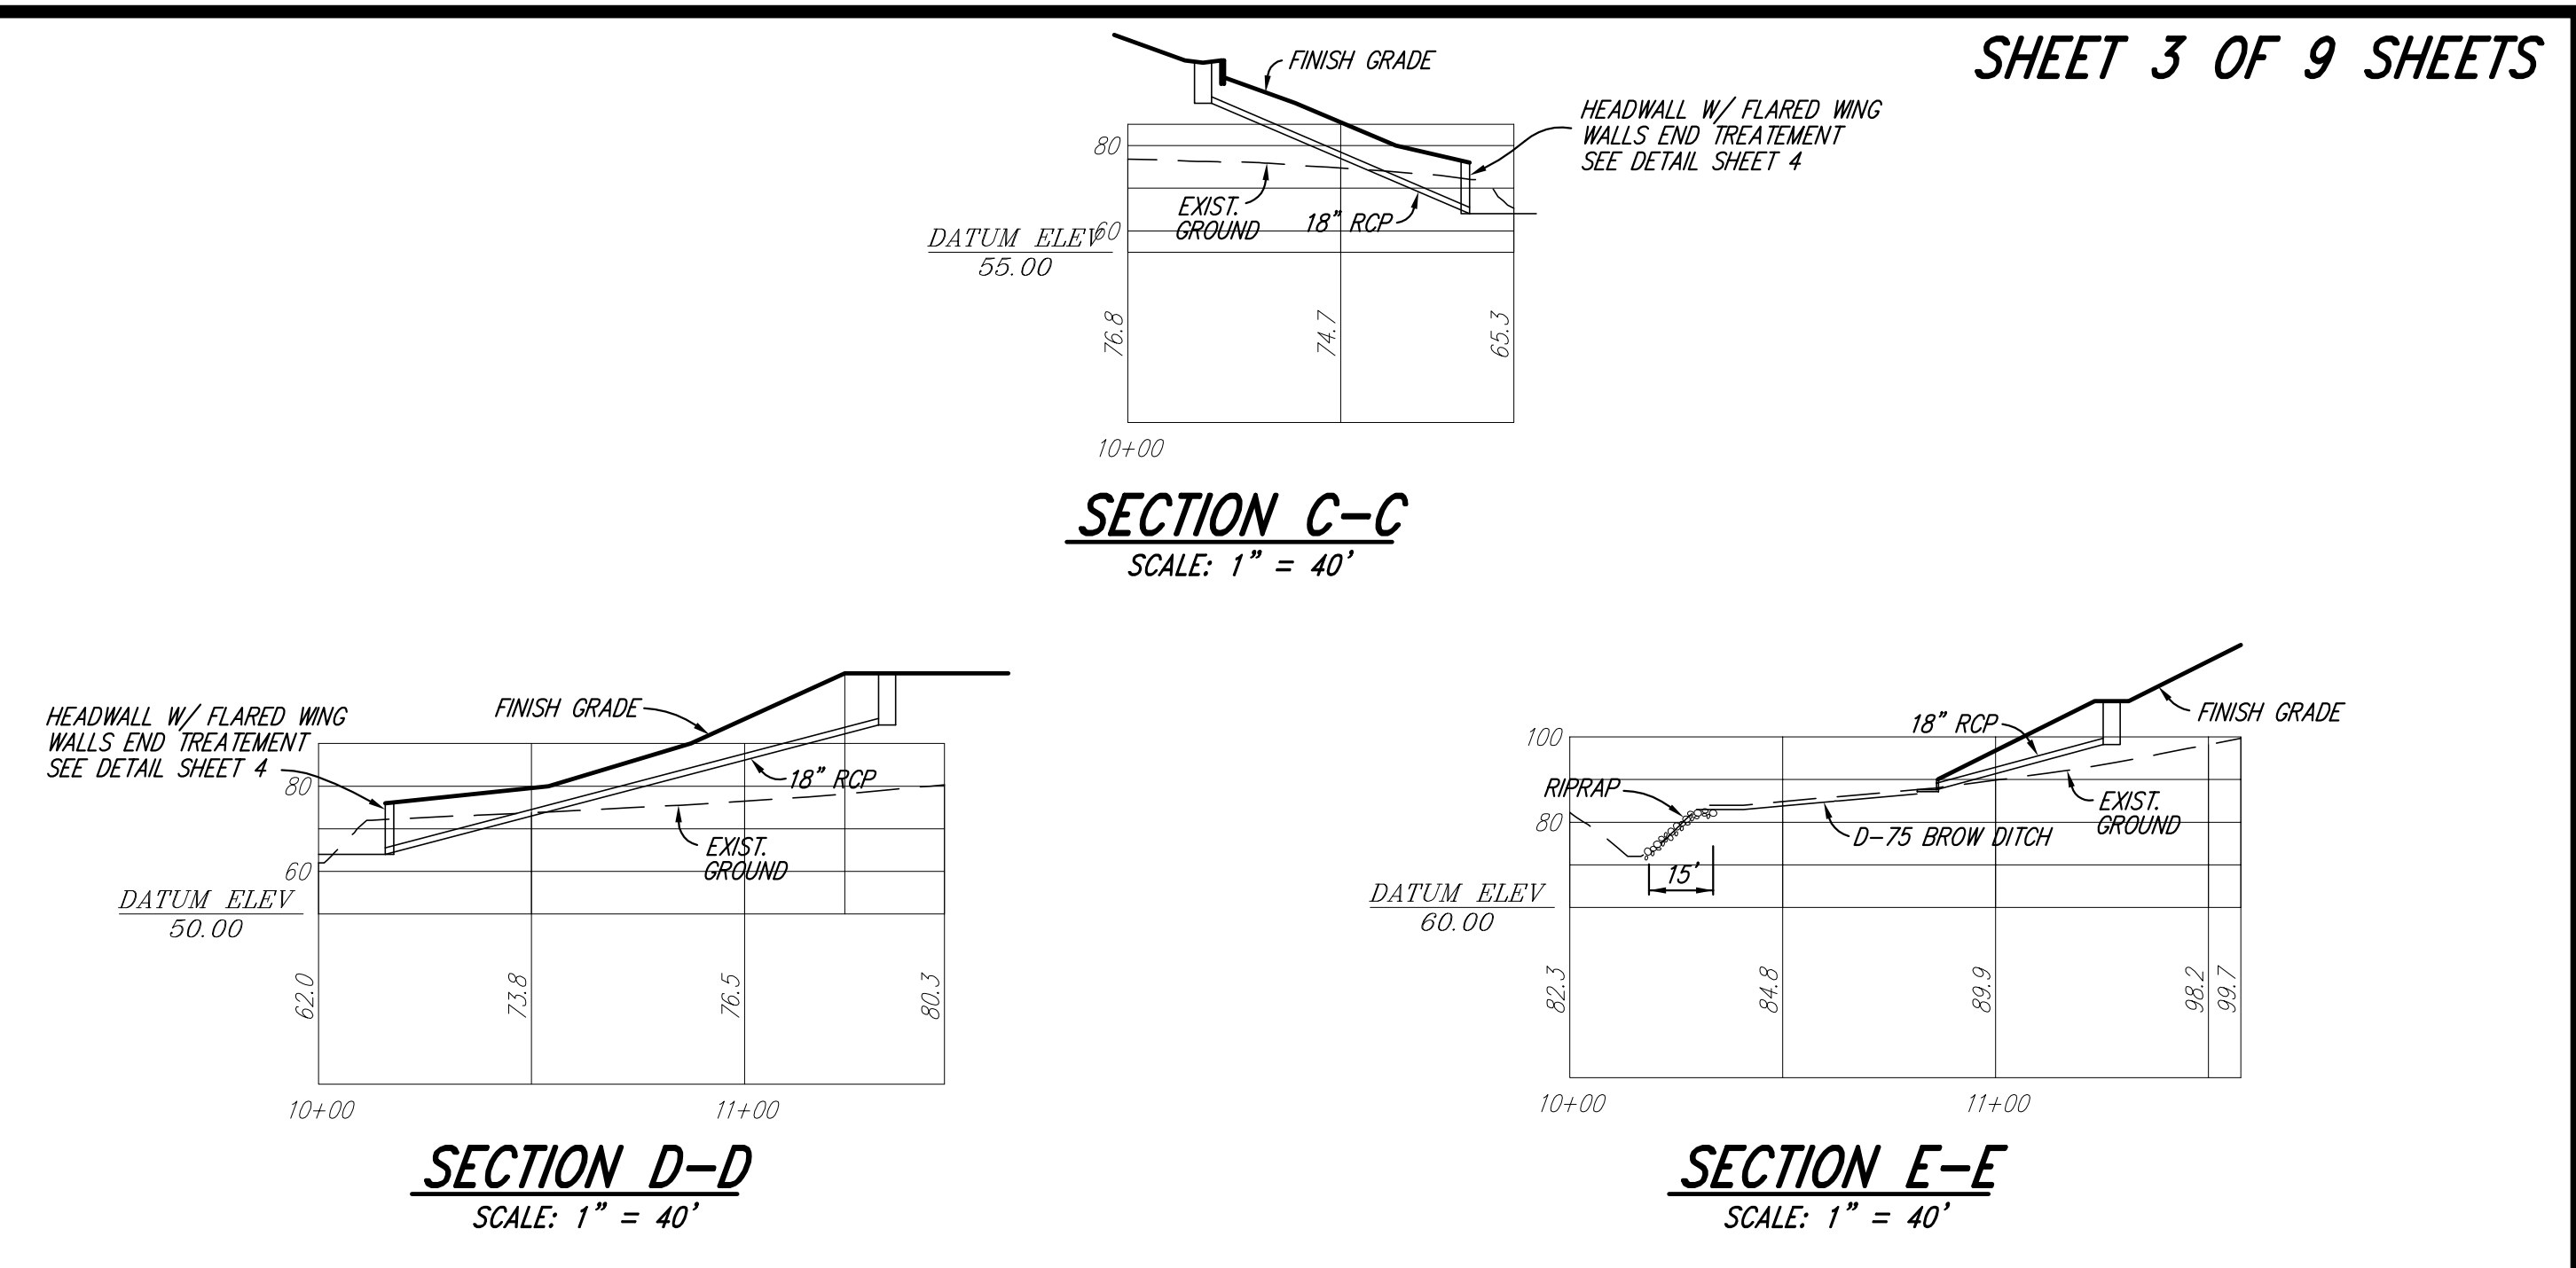 SHEET 3 OF 9 SHEETS
FINISH GRADE
HEADWALL W/ FLARED WING
WALLS END TREATEMENT
SEE DETAIL SHEET 4
80
EXIST.
GROUND
18" RCP
60
DATUM ELEV
55.00
76.8
74.7
65.3
10+00
SECTION C-C
SCALE: 1" = 40'
HEADWALL W/ FLARED WING
WALLS END TREATEMENT
SEE DETAIL SHEET 4
FINISH GRADE
18" RCP
80
EXIST.
GROUND
60
DATUM ELEV
50.00
62.0
73.8
76.5
80.3
10+00
11+00
SECTION D-D
SCALE: 1" = 40'
FINISH GRADE
18" RCP
100
RIPRAP
EXIST.
GROUND
80
D-75 BROW DITCH
15'
DATUM ELEV
60.00
82.3
84.8
89.9
98.2
99.7
10+00
11+00
SECTION E-E
SCALE: 1" = 40'